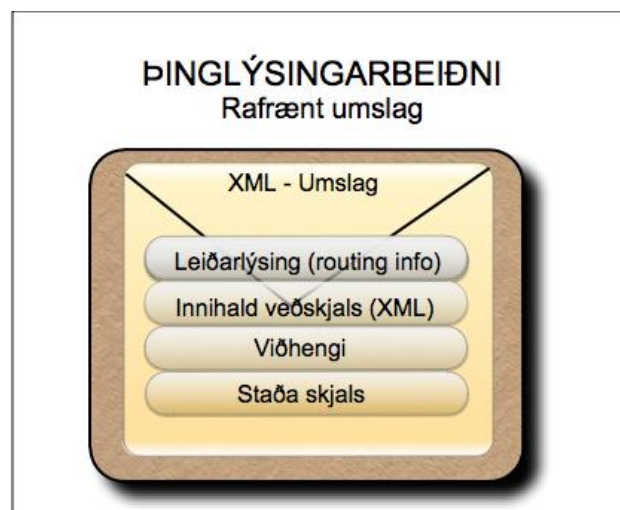 ÞINGLÝSINGARBEIÐNI
Rafrænt umslag
XML - Umslag
Leiðarlýsing (routing info)
Innihald veðskjals (XML)
Viðhengi
Staða skjals